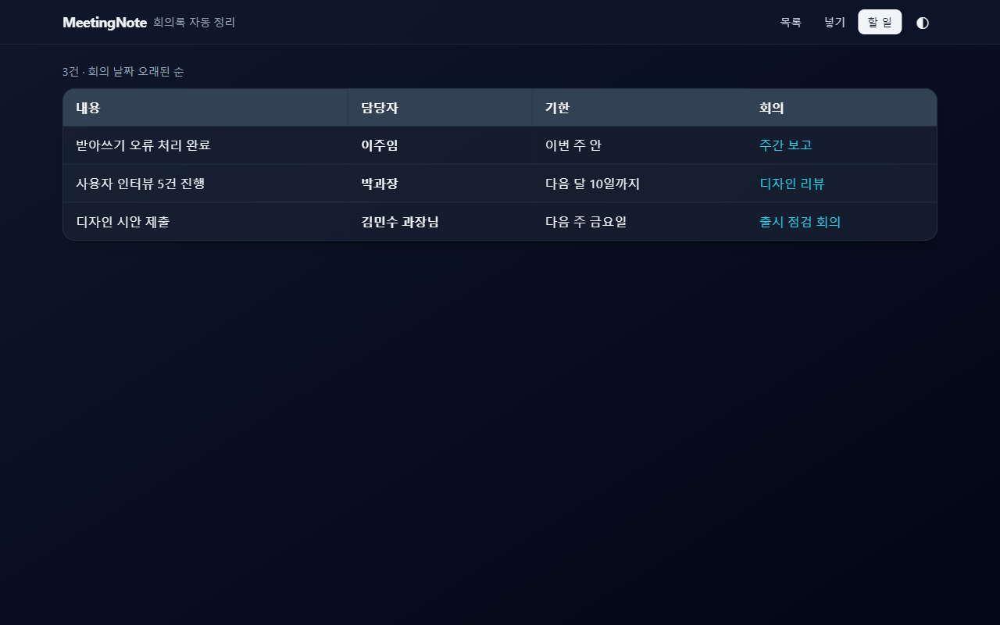 MeetingNote 회의록 자동 정리 목록 넣기 할 일
3건 · 회의 날짜 오래된 순
내용 담당자 기한 회의
받아쓰기 오류 처리 완료 이주임 이번 주 안 주간 보고
사용자 인터뷰 5건 진행 박과장 다음 달 10일까지 디자인 리뷰
디자인 시안 제출 김민수 과장님 다음 주 금요일 출시 점검 회의